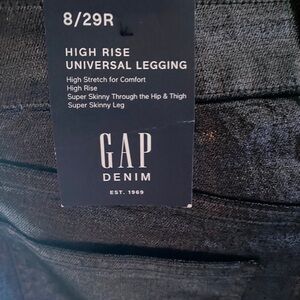 8/29R
HIGH RISE
UNIVERSAL LEGGING
High Stretch for Comfort
High Rise
Super Skinny Through the Hip & Thigh
Super Skinny Leg
GAP
DENIM
EST. 1969